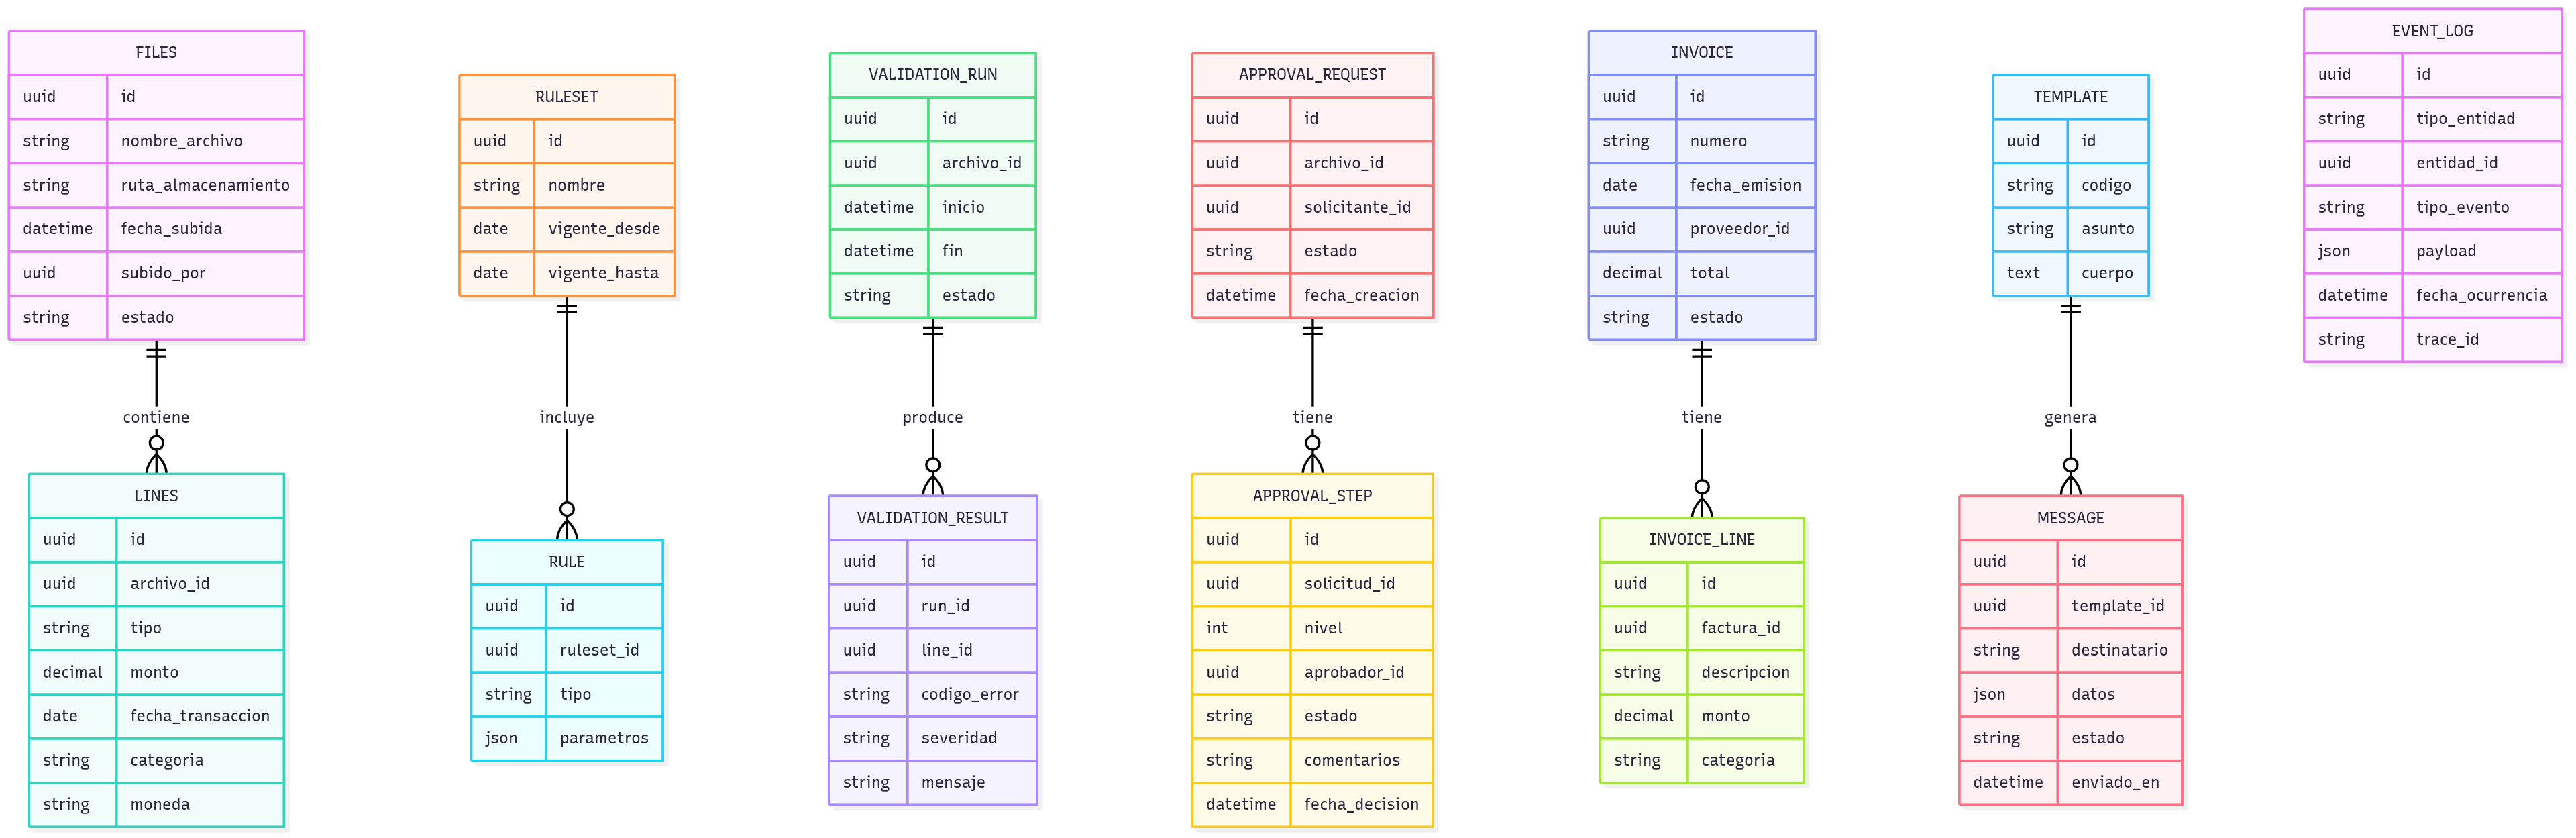 FILES
uuid id
string nombre_archivo
string ruta_almacenamiento
datetime fecha_subida
uuid subido_por
string estado
contiene
LINES
uuid id
uuid archivo_id
string tipo
decimal monto
date fecha_transaccion
string categoria
string moneda
RULESET
uuid id
string nombre
date vigente_desde
date vigente_hasta
incluye
RULE
uuid id
uuid ruleset_id
string tipo
json parametros
VALIDATION_RUN
uuid id
uuid archivo_id
datetime inicio
datetime fin
string estado
produce
VALIDATION_RESULT
uuid id
uuid run_id
uuid line_id
string codigo_error
string severidad
string mensaje
APPROVAL_REQUEST
uuid id
uuid archivo_id
uuid solicitante_id
string estado
datetime fecha_creacion
tiene
APPROVAL_STEP
uuid id
uuid solicitud_id
int nivel
uuid aprobador_id
string estado
string comentarios
datetime fecha_decision
INVOICE
uuid id
string numero
date fecha_emision
uuid proveedor_id
decimal total
string estado
tiene
INVOICE_LINE
uuid id
uuid factura_id
string descripcion
decimal monto
string categoria
TEMPLATE
uuid id
string codigo
string asunto
text cuerpo
genera
MESSAGE
uuid id
uuid template_id
string destinatario
json datos
string estado
datetime enviado_en
EVENT_LOG
uuid id
string tipo_entidad
uuid entidad_id
string tipo_evento
json payload
datetime fecha_ocurrencia
string trace_id